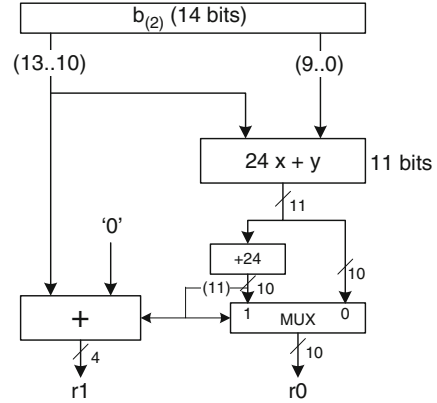 b(2) (14 bits)
(13..10) (9..0)
24 x + y 11 bits
11
'0'
+24
10
(11) 10
+ 1 MUX 0
4 10
r1 r0